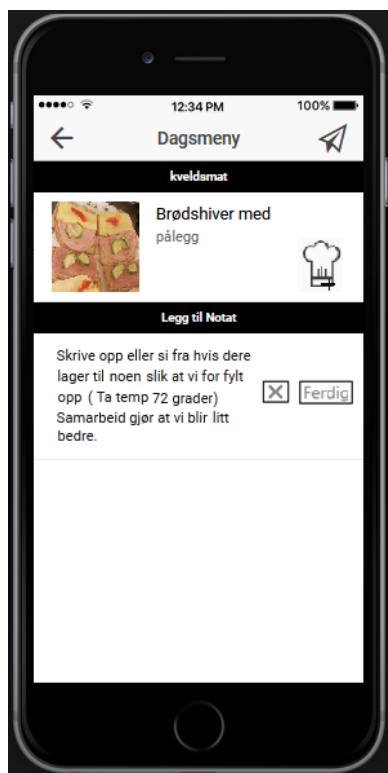 12:34 PM
100%
Dagsmeny
kveldsmat
Brødshiver med
pålegg
Legg til Notat
Skrive opp eller si fra hvis dere
lager til noen slik at vi for fylt
opp ( Ta temp 72 grader)
Samarbeid gjør at vi blir litt
bedre.
Ferdig